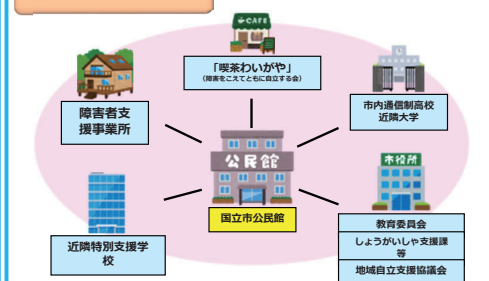 CAFE
「喫茶わいがや」
(障害をこえてともに自立する会)
障害者支
援事業所
市内通信制高校
近隣大学
公民館
国立市公民館
市役所
近隣特別支援学
校
教育委員会
しょうがいしゃ支援課
等
地域自立支援協議会